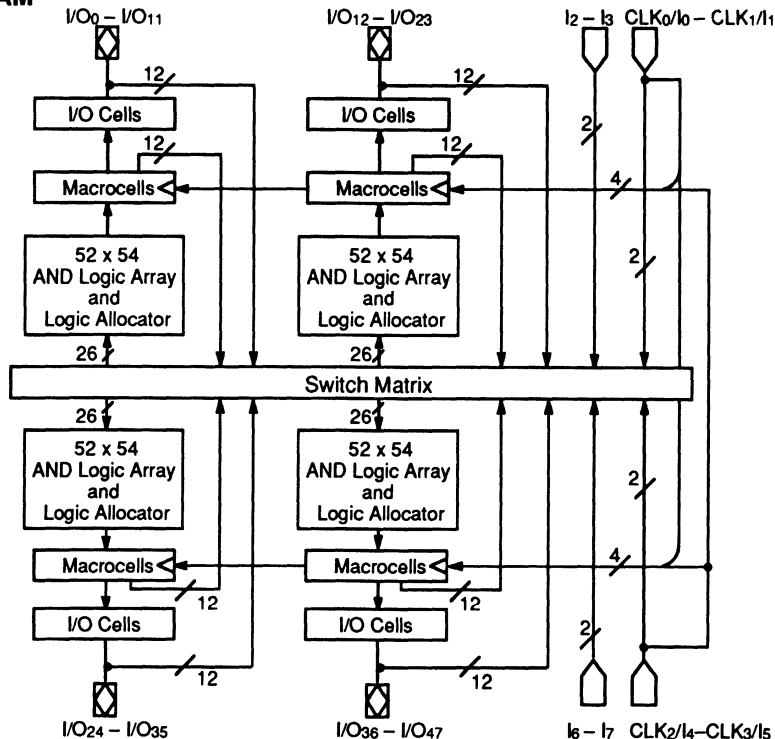 AM
I/O0 – I/O11
I/O12 – I/O23
I2 – I3
CLK0/I0 – CLK1/I1
12
12
I/O Cells
I/O Cells
2
12
12
4
Macrocells
Macrocells
52 x 54
AND Logic Array
and
Logic Allocator
52 x 54
AND Logic Array
and
Logic Allocator
2
26
26
Switch Matrix
26
26
52 x 54
AND Logic Array
and
Logic Allocator
52 x 54
AND Logic Array
and
Logic Allocator
2
Macrocells
Macrocells
4
12
12
I/O Cells
I/O Cells
2
12
12
I/O24 – I/O35
I/O36 – I/O47
I6 – I7
CLK2/I4–CLK3/I5